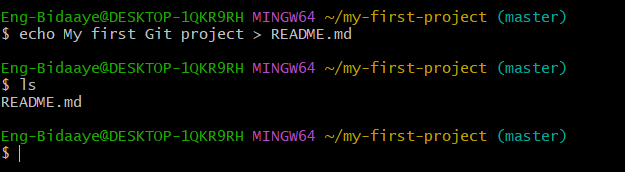 Eng-Bidaaye@DESKTOP-1QKR9RH MINGW64 ~/my-first-project (master)
$ echo My first Git project > README.md
Eng-Bidaaye@DESKTOP-1QKR9RH MINGW64 ~/my-first-project (master)
$ ls
README.md
Eng-Bidaaye@DESKTOP-1QKR9RH MINGW64 ~/my-first-project (master)
$